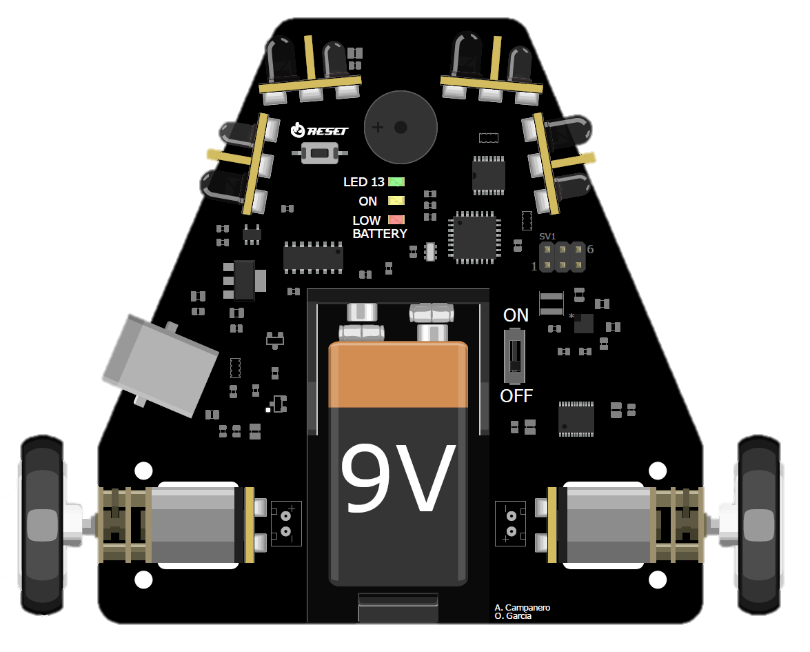 RESET
LED 13
ON
LOW
BATTERY
SV1
6
1
ON
OFF
9V
A. Campanero
O. Garcia